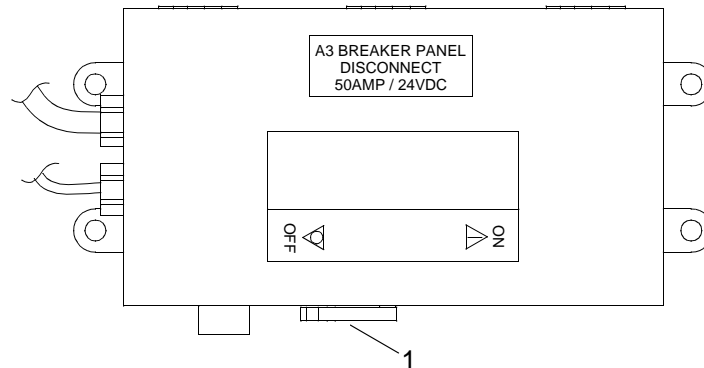 A3 BREAKER PANEL
DISCONNECT
50AMP / 24VDC
OFF
ON
1